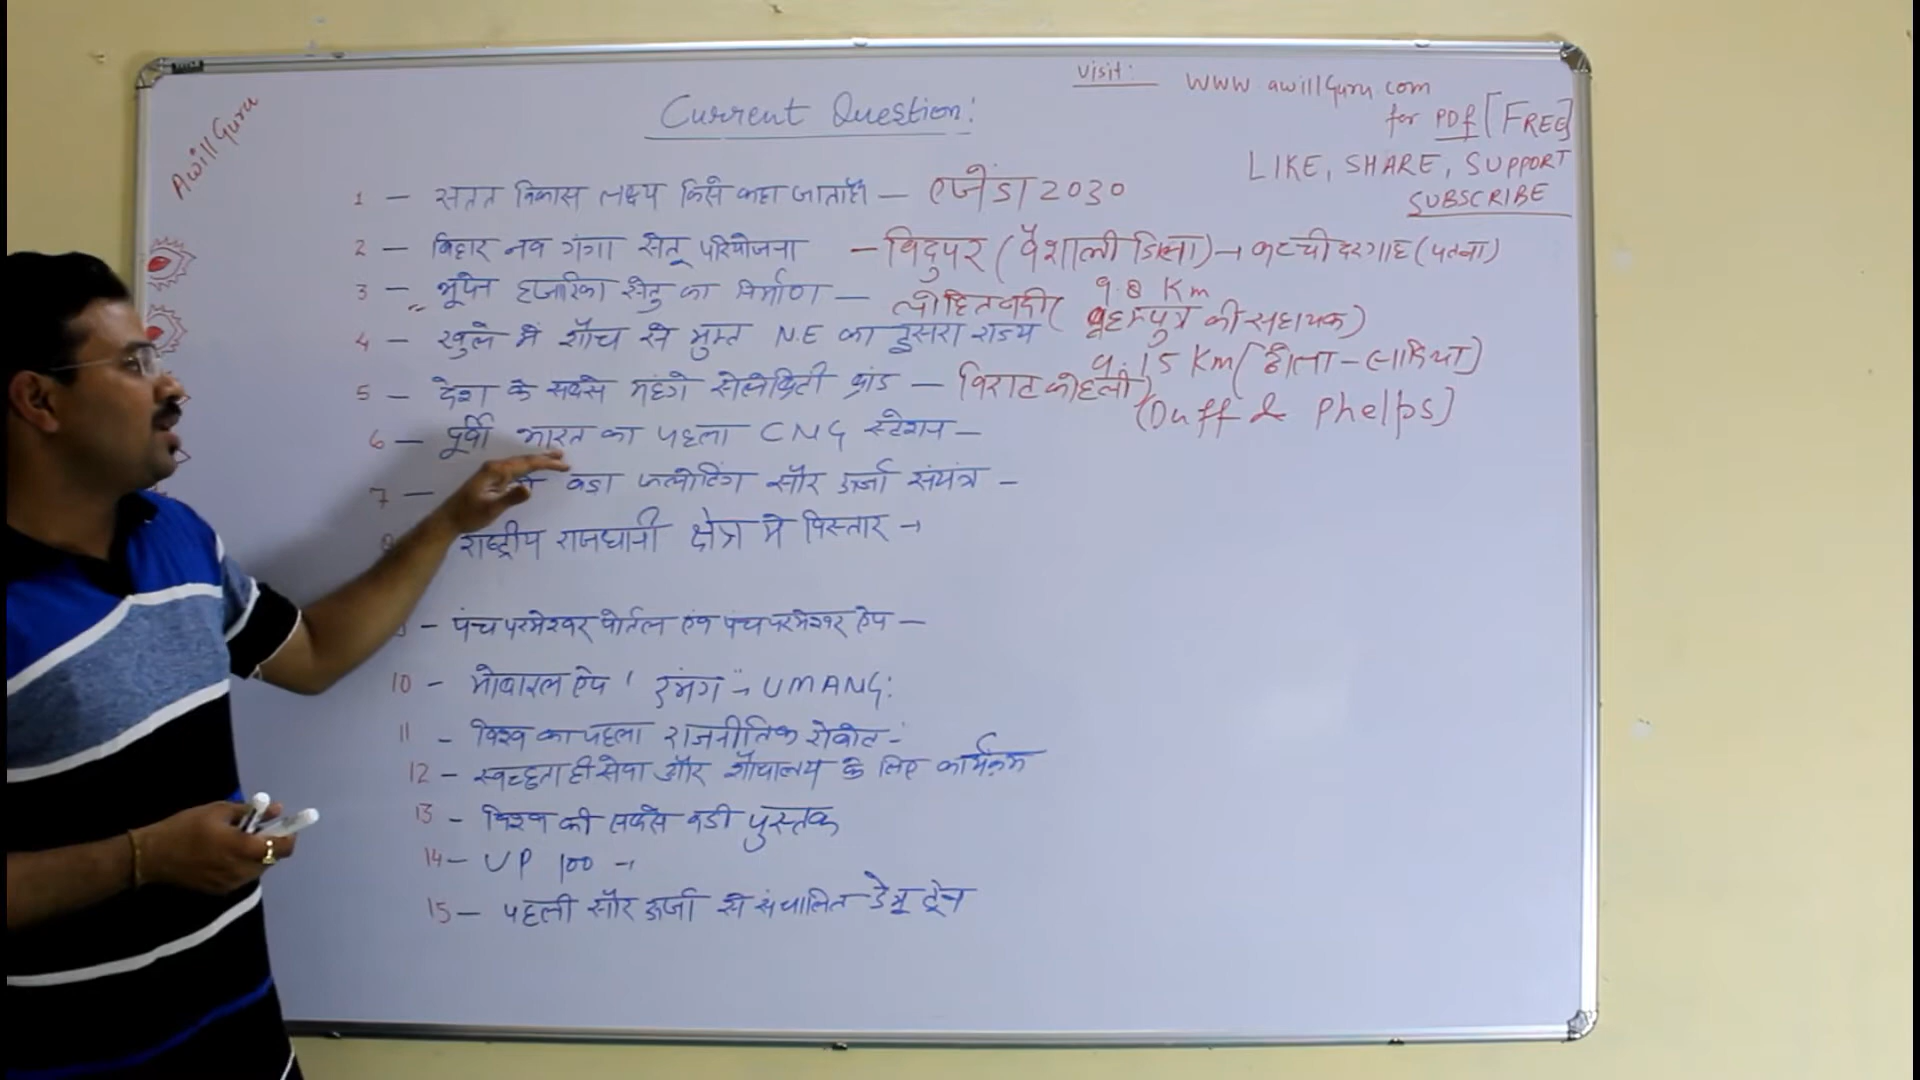 Visit: www awillGuru com
for PDf [FREE]
LIKE, SHARE, SUPPORT
SUBSCRIBE
AwillGuru
Current Question:
1 - सतत विकास लक्ष्य किसे कहा जाता है। - एजेंडा 2030
2 - बिहार नव गंगा सेतू परियोजना - विदुपर (वैशाली जिला) → कच्ची दरगाह (पटना)
9.8 Km
3 - भूपेन हजारिका सेतु का निर्माण - लोहित नदी ( ब्रह्मपुत्र की सहायक)
4 - खुले में शौच से मुक्त N.E का दुसरा राज्य
9.15 Km (ढोला - सादिया)
5 - देश के सबसे महंगे सेलेब्रिटी ब्रांड - विराट कोहली
(Duff & Phelps)
6 - पूर्वी भारत का पहला CNG स्टेशन -
7 - बडा फ्लोटिंग सौर ऊर्जा संयंत्र -
राष्ट्रीय राजधानी क्षेत्र मे विस्तार →
- पंच परमेश्वर पोर्टल एंव पंच परमेश्वर ऐप -
10 - मोबाइल ऐप ' उमंग - UMANG:
11 - विश्व का पहला राजनीतिक रोबोट -
12 - स्वच्छता ही सेवा और शौचालय के लिए कार्यक्रम
13 - विश्व की सबसे बडी पुस्तक
14 - UP 100 →
15 - पहली सौर ऊर्जा से संचालित डेमू ट्रेन